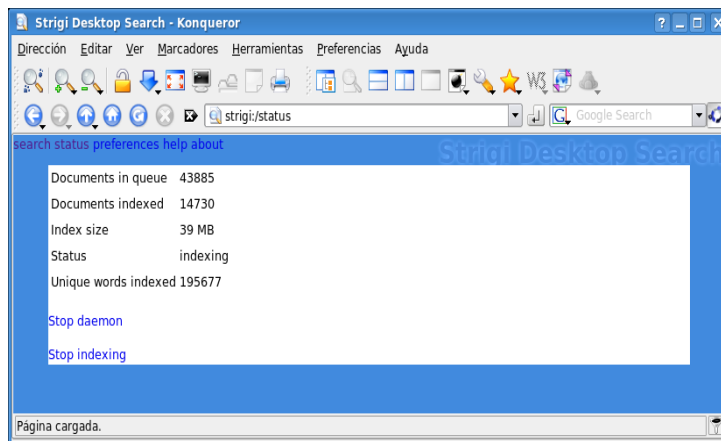 Strigi Desktop Search - Konqueror
Dirección Editar Ver Marcadores Herramientas Preferencias Ayuda
strigi:/status Google Search
search status preferences help about
Strigi Desktop Search
Documents in queue 43885
Documents indexed 14730
Index size 39 MB
Status indexing
Unique words indexed 195677
Stop daemon
Stop indexing
Página cargada.